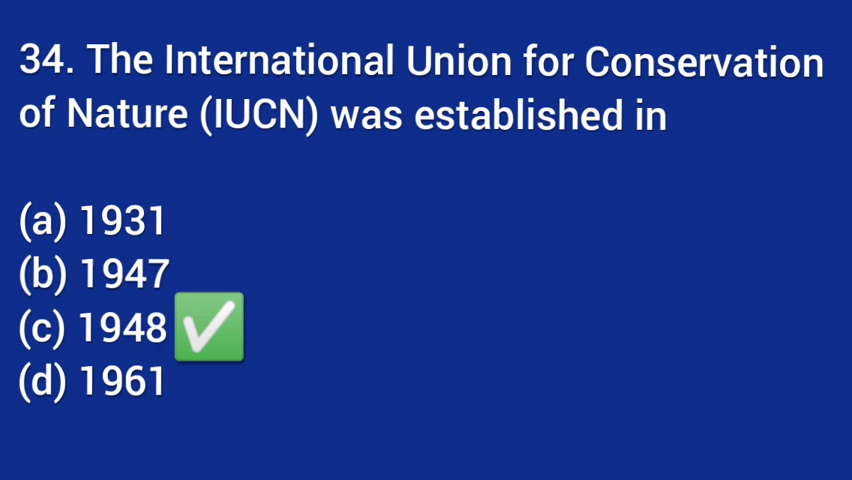 34. The International Union for Conservation
of Nature (IUCN) was established in
(a) 1931
(b) 1947
(c) 1948 ✅
(d) 1961